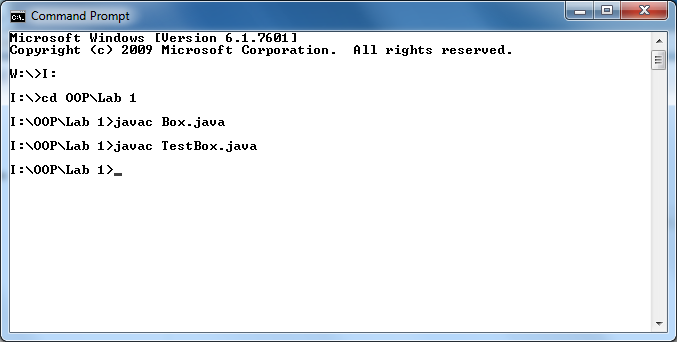 Command Prompt
Microsoft Windows [Version 6.1.7601]
Copyright (c) 2009 Microsoft Corporation.  All rights reserved.
W:\>I:
I:\>cd OOP\Lab 1
I:\OOP\Lab 1>javac Box.java
I:\OOP\Lab 1>javac TestBox.java
I:\OOP\Lab 1>_